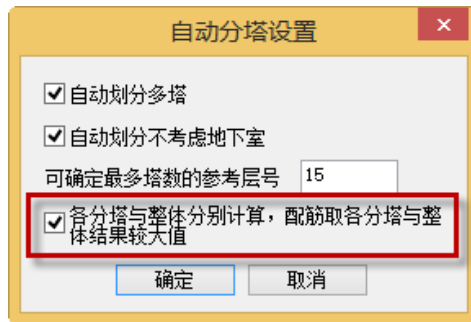 自动分塔设置
自动划分多塔
自动划分不考虑地下室
可确定最多塔数的参考层号 15
各分塔与整体分别计算，配筋取各分塔与整
体结果较大值
确定 取消